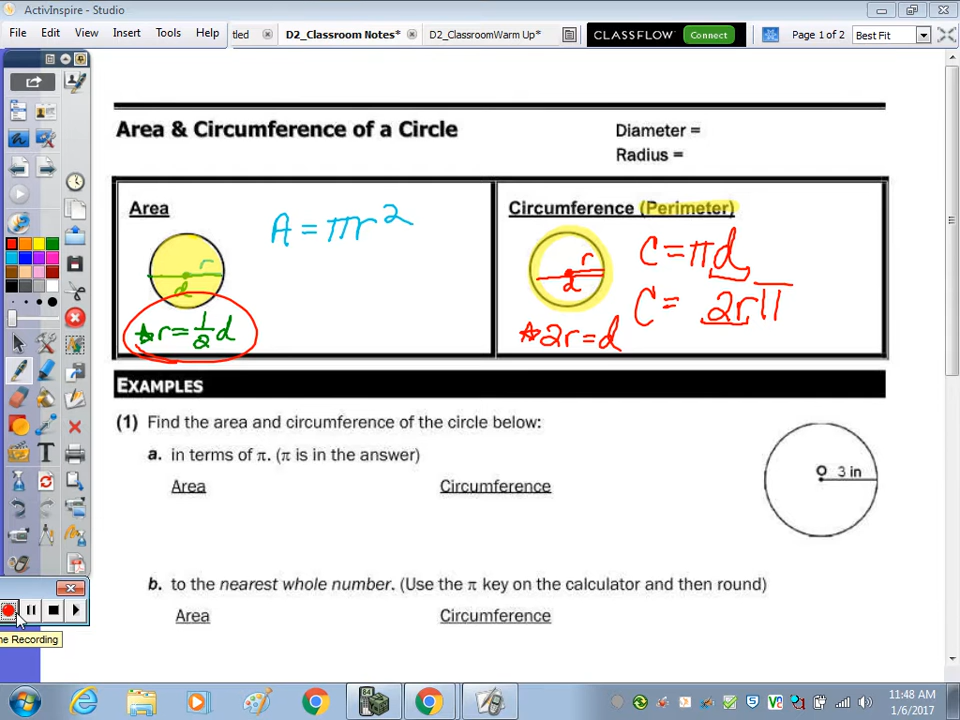 ActivInspire - Studio
File Edit View Insert Tools Help tled D2_Classroom Notes* D2_ClassroomWarm Up* CLASSFLOW Connect Page 1 of 2 Best Fit
Area & Circumference of a Circle
Diameter =
Radius =
Area
A = πr²
r
d
*r = 1/2 d
Circumference (Perimeter)
r
d
C = πd
C = 2rπ
*2r = d
EXAMPLES
(1) Find the area and circumference of the circle below:
a. in terms of π. (π is in the answer)
Area Circumference
O 3 in
b. to the nearest whole number. (Use the π key on the calculator and then round)
Area Circumference
ne Recording
11:48 AM
1/6/2017